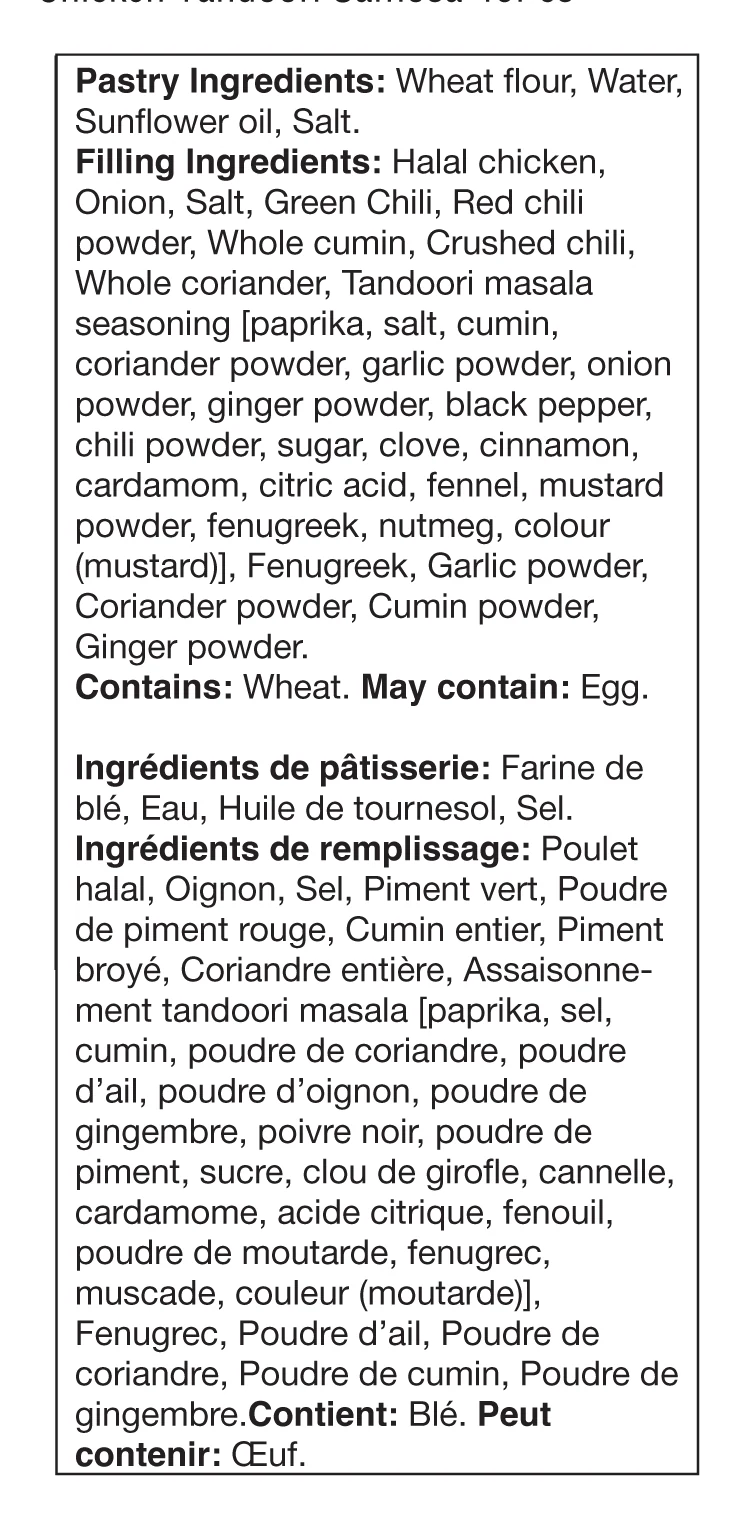 Pastry Ingredients: Wheat flour, Water,
Sunflower oil, Salt.
Filling Ingredients: Halal chicken,
Onion, Salt, Green Chili, Red chili
powder, Whole cumin, Crushed chili,
Whole coriander, Tandoori masala
seasoning [paprika, salt, cumin,
coriander powder, garlic powder, onion
powder, ginger powder, black pepper,
chili powder, sugar, clove, cinnamon,
cardamom, citric acid, fennel, mustard
powder, fenugreek, nutmeg, colour
(mustard)], Fenugreek, Garlic powder,
Coriander powder, Cumin powder,
Ginger powder.
Contains: Wheat. May contain: Egg.
Ingrédients de pâtisserie: Farine de
blé, Eau, Huile de tournesol, Sel.
Ingrédients de remplissage: Poulet
halal, Oignon, Sel, Piment vert, Poudre
de piment rouge, Cumin entier, Piment
broyé, Coriandre entière, Assaisonne-
ment tandoori masala [paprika, sel,
cumin, poudre de coriandre, poudre
d’ail, poudre d’oignon, poudre de
gingembre, poivre noir, poudre de
piment, sucre, clou de girofle, cannelle,
cardamome, acide citrique, fenouil,
poudre de moutarde, fenugrec,
muscade, couleur (moutarde)],
Fenugrec, Poudre d’ail, Poudre de
coriandre, Poudre de cumin, Poudre de
gingembre.Contient: Blé. Peut
contenir: Œuf.